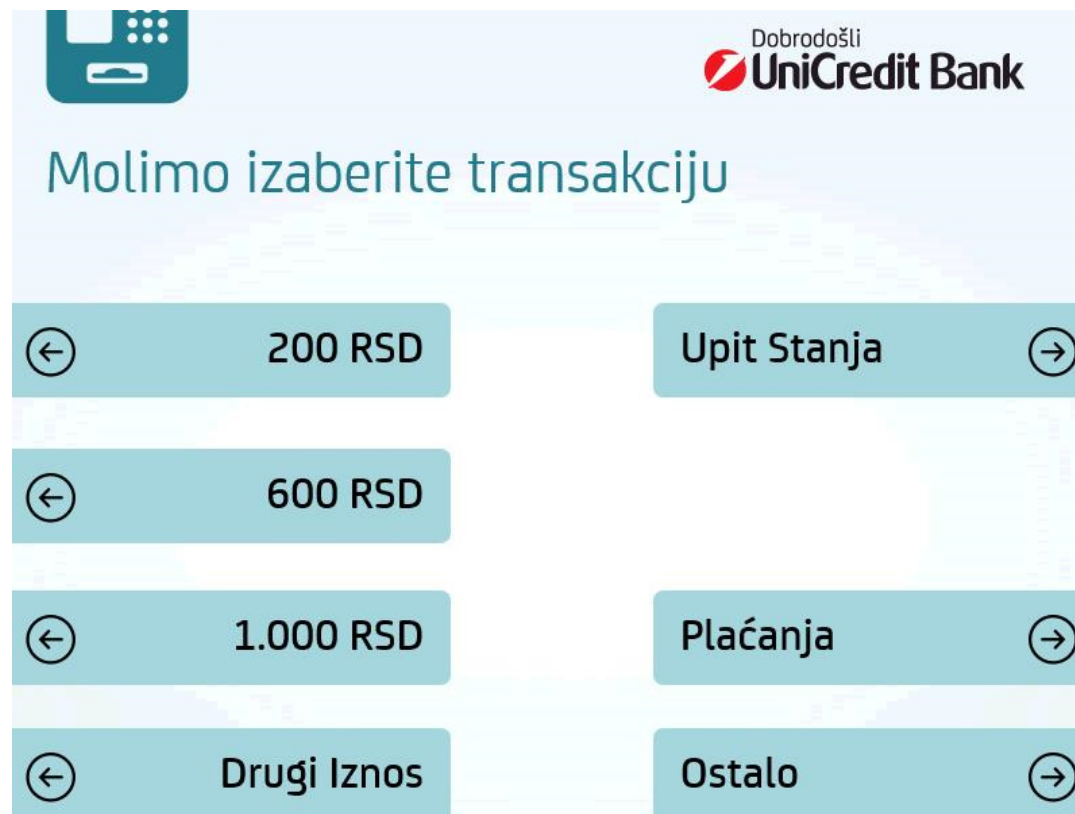 Dobrodošli
UniCredit Bank
Molimo izaberite transakciju
200 RSD
Upit Stanja
600 RSD
1.000 RSD
Plaćanja
Drugi Iznos
Ostalo